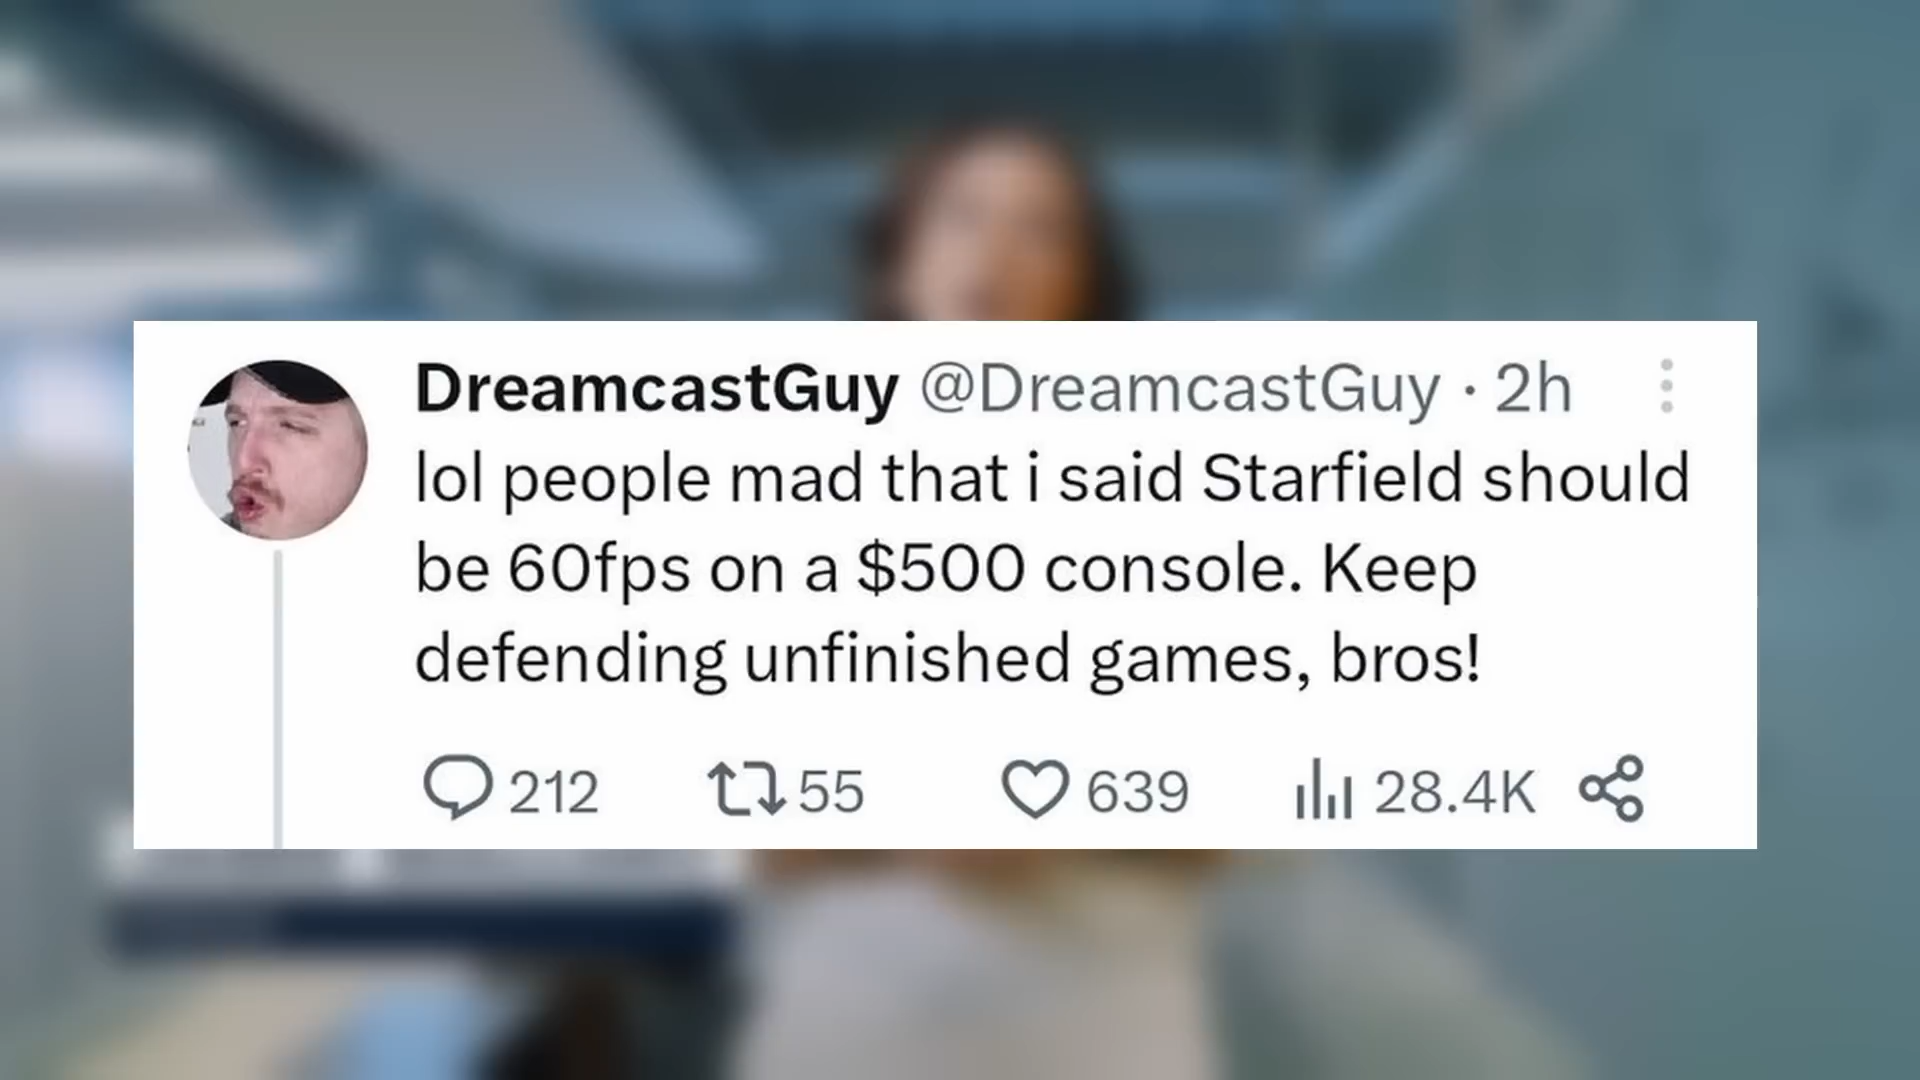 DreamcastGuy @DreamcastGuy · 2h
lol people mad that i said Starfield should
be 60fps on a $500 console. Keep
defending unfinished games, bros!
212 55 639 28.4K